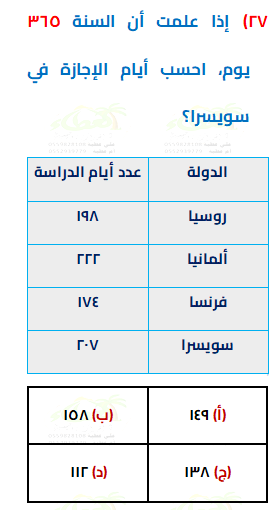 ٢٧) إذا علمت أن السنة ٣٦٥
يوم، احسب أيام الإجازة في
سويسرا؟
الدولة عدد أيام الدراسة
روسيا ١٩٨
ألمانيا ٢٢٢
فرنسا ١٧٤
سويسرا ٢٠٧
(أ) ١٤٩ (ب) ١٥٨
(ج) ١٣٨ (د) ١١٢